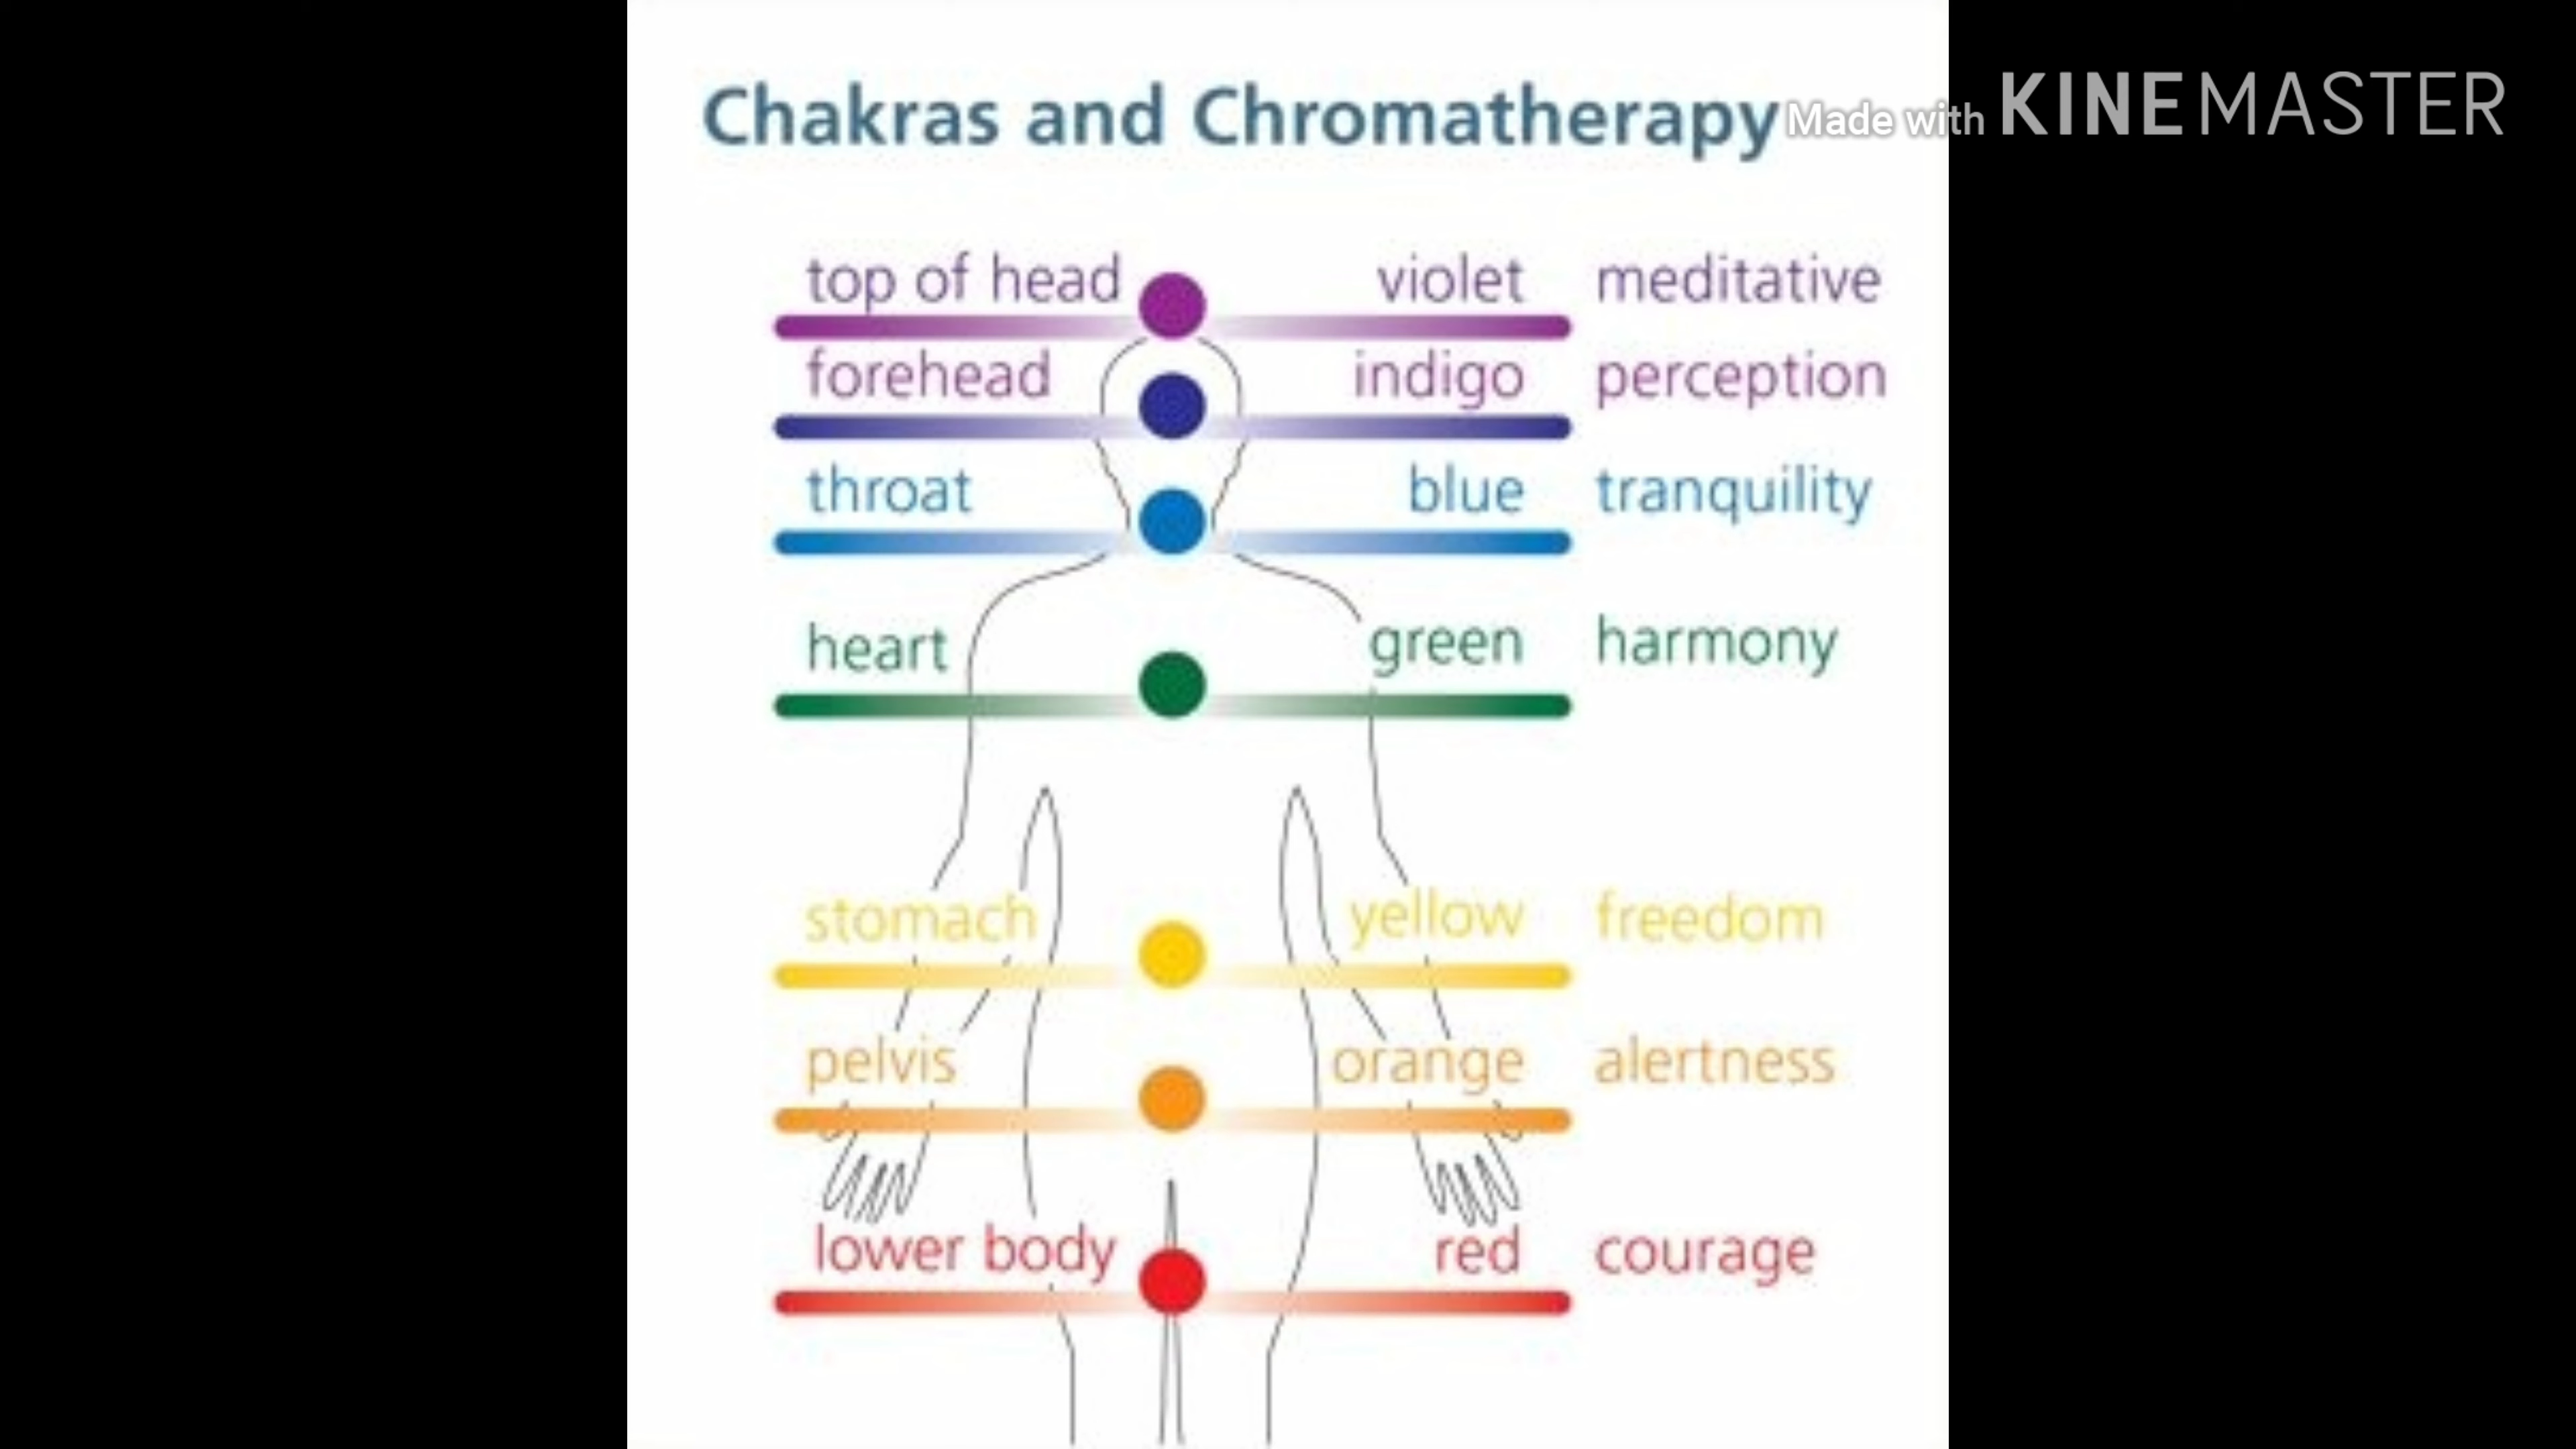 Chakras and Chromatherapy
Made with KINEMASTER
top of head violet meditative
forehead indigo perception
throat blue tranquility
heart green harmony
stomach yellow freedom
pelvis orange alertness
lower body red courage